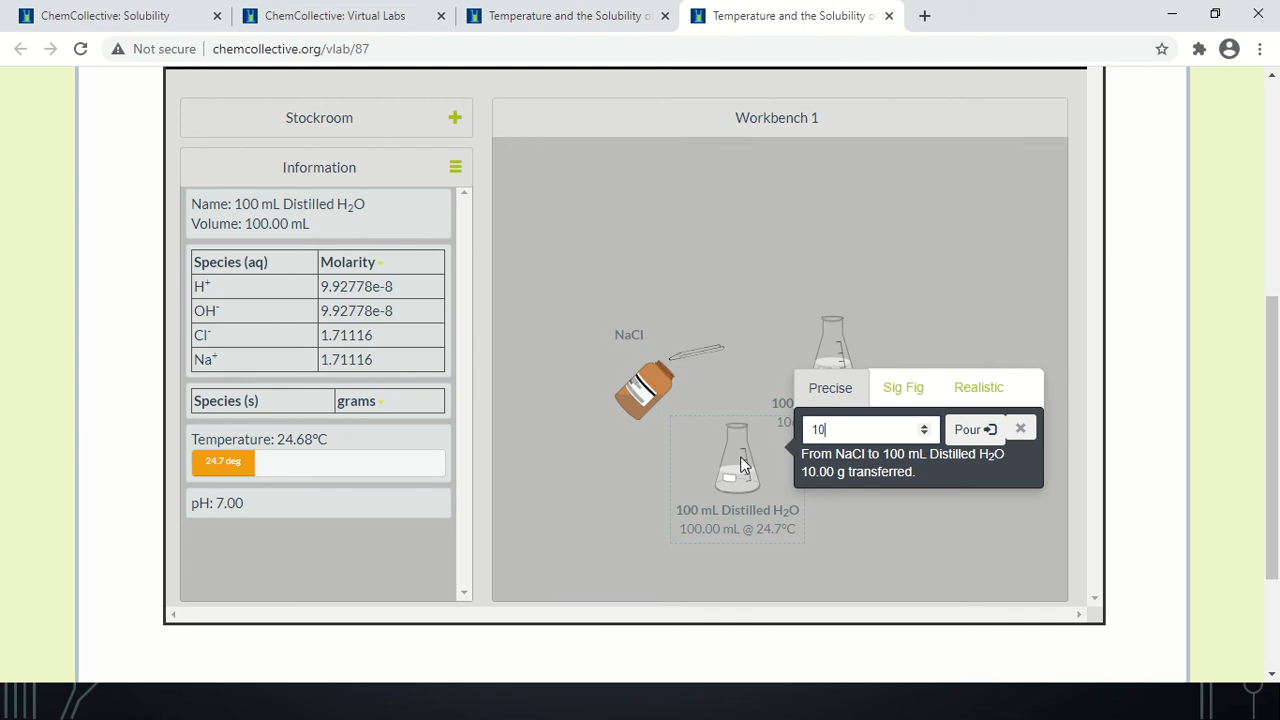 ChemCollective: Solubility
ChemCollective: Virtual Labs
Temperature and the Solubility o
Temperature and the Solubility of
Not secure
chemcollective.org/vlab/87
Stockroom
Workbench 1
Information
Name: 100 mL Distilled H₂O
Volume: 100.00 mL
Species (aq) Molarity
H⁺ 9.92778e-8
OH⁻ 9.92778e-8
Cl⁻ 1.71116
Na⁺ 1.71116
Species (s) grams
Temperature: 24.68°C
24.7 deg
pH: 7.00
NaCl
100
10
Precise Sig Fig Realistic
10
Pour
From NaCl to 100 mL Distilled H₂O
10.00 g transferred.
100 mL Distilled H₂O
100.00 mL @ 24.7°C